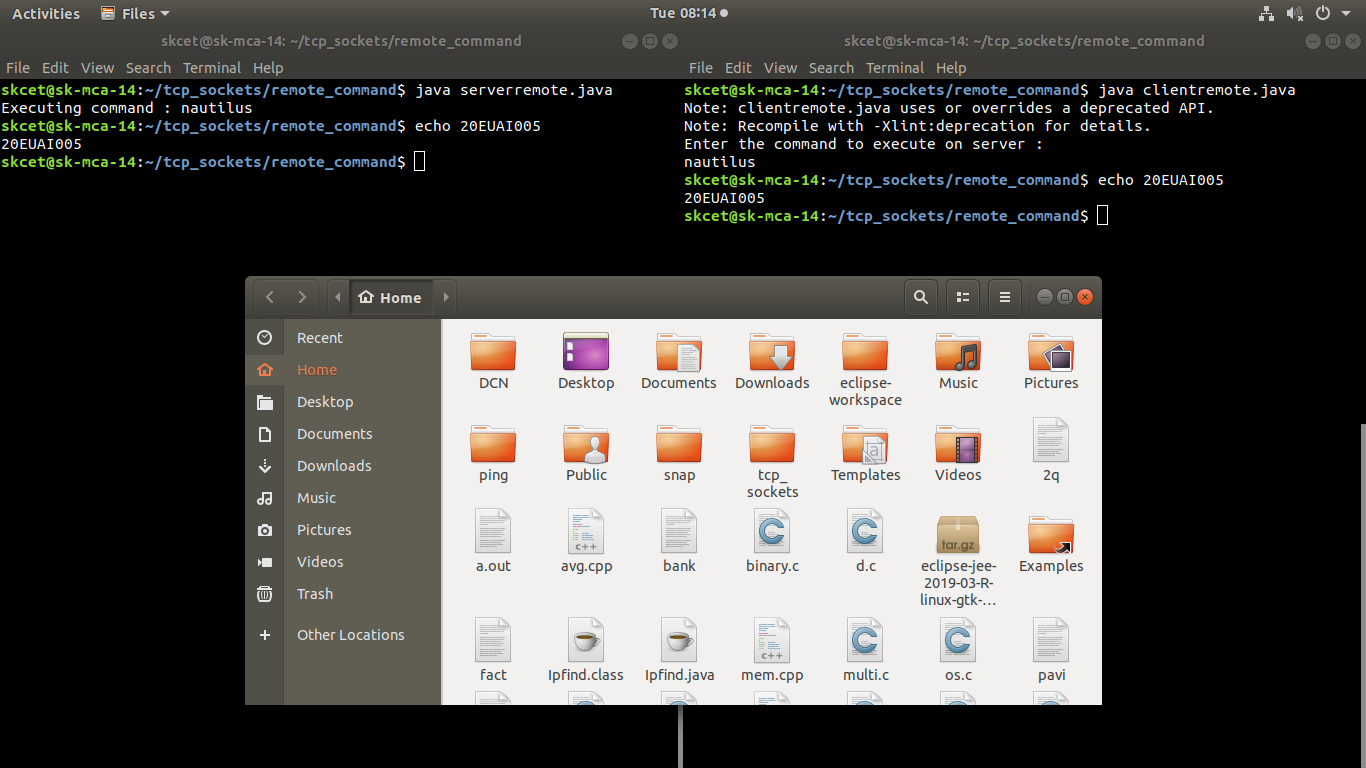 Activities Files Tue 08:14
skcet@sk-mca-14: ~/tcp_sockets/remote_command
File Edit View Search Terminal Help
skcet@sk-mca-14:~/tcp_sockets/remote_command$ java serverremote.java
Executing command : nautilus
skcet@sk-mca-14:~/tcp_sockets/remote_command$ echo 20EUAI005
20EUAI005
skcet@sk-mca-14:~/tcp_sockets/remote_command$
skcet@sk-mca-14: ~/tcp_sockets/remote_command
File Edit View Search Terminal Help
skcet@sk-mca-14:~/tcp_sockets/remote_command$ java clientremote.java
Note: clientremote.java uses or overrides a deprecated API.
Note: Recompile with -Xlint:deprecation for details.
Enter the command to execute on server :
nautilus
skcet@sk-mca-14:~/tcp_sockets/remote_command$ echo 20EUAI005
20EUAI005
skcet@sk-mca-14:~/tcp_sockets/remote_command$
Home
Recent
Home
Desktop
Documents
Downloads
Music
Pictures
Videos
Trash
Other Locations
DCN Desktop Documents Downloads eclipse-
workspace Music Pictures
ping Public snap tcp_
sockets Templates Videos 2q
c++ tar.gz
a.out avg.cpp bank binary.c d.c eclipse-jee-
2019-03-R-
linux-gtk-... Examples
c++
fact Ipfind.class Ipfind.java mem.cpp multi.c os.c pavi